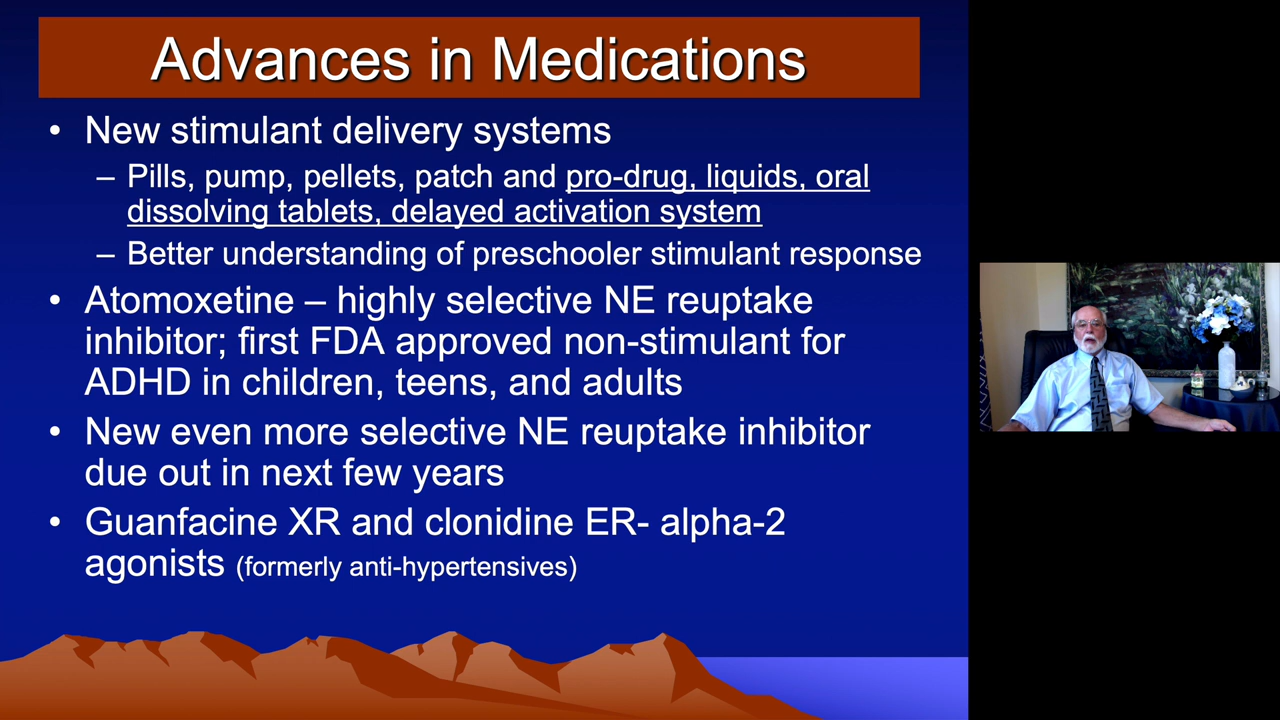 Advances in Medications
• New stimulant delivery systems
– Pills, pump, pellets, patch and pro-drug, liquids, oral
dissolving tablets, delayed activation system
– Better understanding of preschooler stimulant response
• Atomoxetine – highly selective NE reuptake
inhibitor; first FDA approved non-stimulant for
ADHD in children, teens, and adults
• New even more selective NE reuptake inhibitor
due out in next few years
• Guanfacine XR and clonidine ER- alpha-2
agonists (formerly anti-hypertensives)